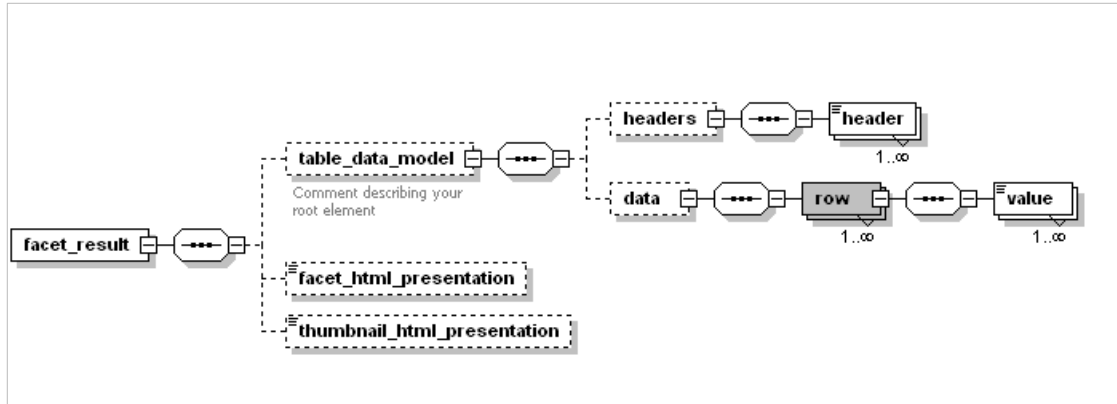 headers
header
1..∞
table_data_model
Comment describing your
root element
data
row
value
1..∞
1..∞
facet_result
facet_html_presentation
thumbnail_html_presentation